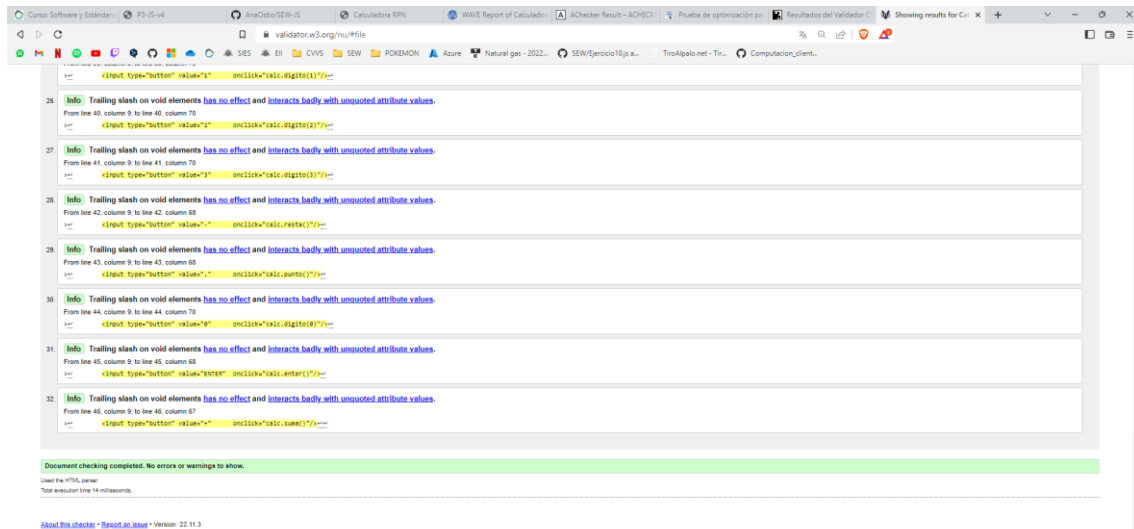 Curso: Software y Estándar P3-JS-v4 AnaOstio/SEW-JS Calculadora RPN WAVE Report of Calculador AChecker Result – ACHECK Prueba de optimización pa Resultados del Validador C Showing results for Cal
validator.w3.org/nu/#file
SIES EII CVVS SEW POKEMON Azure Natural gas - 2022... SEW/Ejercicio10.js a... TiroAlpalo.net - Tir... Computacion_client...
<input type="button" value="1" onclick="calc.digito(1)"/>
26. Info Trailing slash on void elements has no effect and interacts badly with unquoted attribute values.
From line 40, column 9; to line 40, column 70
<input type="button" value="2" onclick="calc.digito(2)"/>
27. Info Trailing slash on void elements has no effect and interacts badly with unquoted attribute values.
From line 41, column 9; to line 41, column 70
<input type="button" value="3" onclick="calc.digito(3)"/>
28. Info Trailing slash on void elements has no effect and interacts badly with unquoted attribute values.
From line 42, column 9; to line 42, column 68
<input type="button" value="-" onclick="calc.resta()"/>
29. Info Trailing slash on void elements has no effect and interacts badly with unquoted attribute values.
From line 43, column 9; to line 43, column 68
<input type="button" value="." onclick="calc.punto()"/>
30. Info Trailing slash on void elements has no effect and interacts badly with unquoted attribute values.
From line 44, column 9; to line 44, column 70
<input type="button" value="0" onclick="calc.digito(0)"/>
31. Info Trailing slash on void elements has no effect and interacts badly with unquoted attribute values.
From line 45, column 9; to line 45, column 68
<input type="button" value="ENTER" onclick="calc.enter()"/>
32. Info Trailing slash on void elements has no effect and interacts badly with unquoted attribute values.
From line 46, column 9; to line 46, column 67
<input type="button" value="+" onclick="calc.suma()"/>
Document checking completed. No errors or warnings to show.
Used the HTML parser.
Total execution time 14 milliseconds.
About this checker • Report an issue • Version: 22.11.3